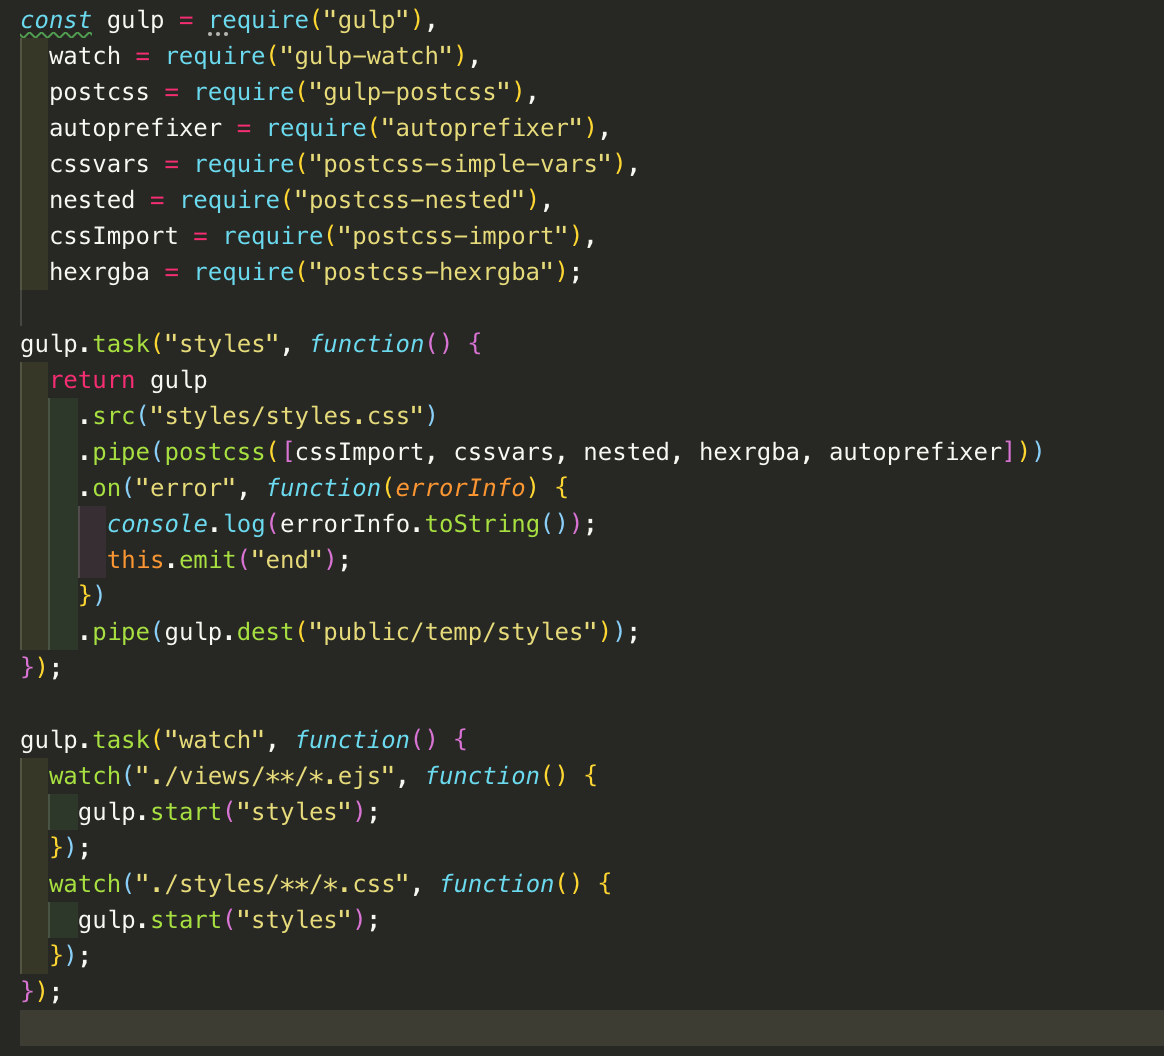 const gulp = require("gulp"),
  watch = require("gulp-watch"),
  postcss = require("gulp-postcss"),
  autoprefixer = require("autoprefixer"),
  cssvars = require("postcss-simple-vars"),
  nested = require("postcss-nested"),
  cssImport = require("postcss-import"),
  hexrgba = require("postcss-hexrgba");

gulp.task("styles", function() {
  return gulp
    .src("styles/styles.css")
    .pipe(postcss([cssImport, cssvars, nested, hexrgba, autoprefixer]))
    .on("error", function(errorInfo) {
      console.log(errorInfo.toString());
      this.emit("end");
    })
    .pipe(gulp.dest("public/temp/styles"));
});

gulp.task("watch", function() {
  watch("./views/**/*.ejs", function() {
    gulp.start("styles");
  });
  watch("./styles/**/*.css", function() {
    gulp.start("styles");
  });
});